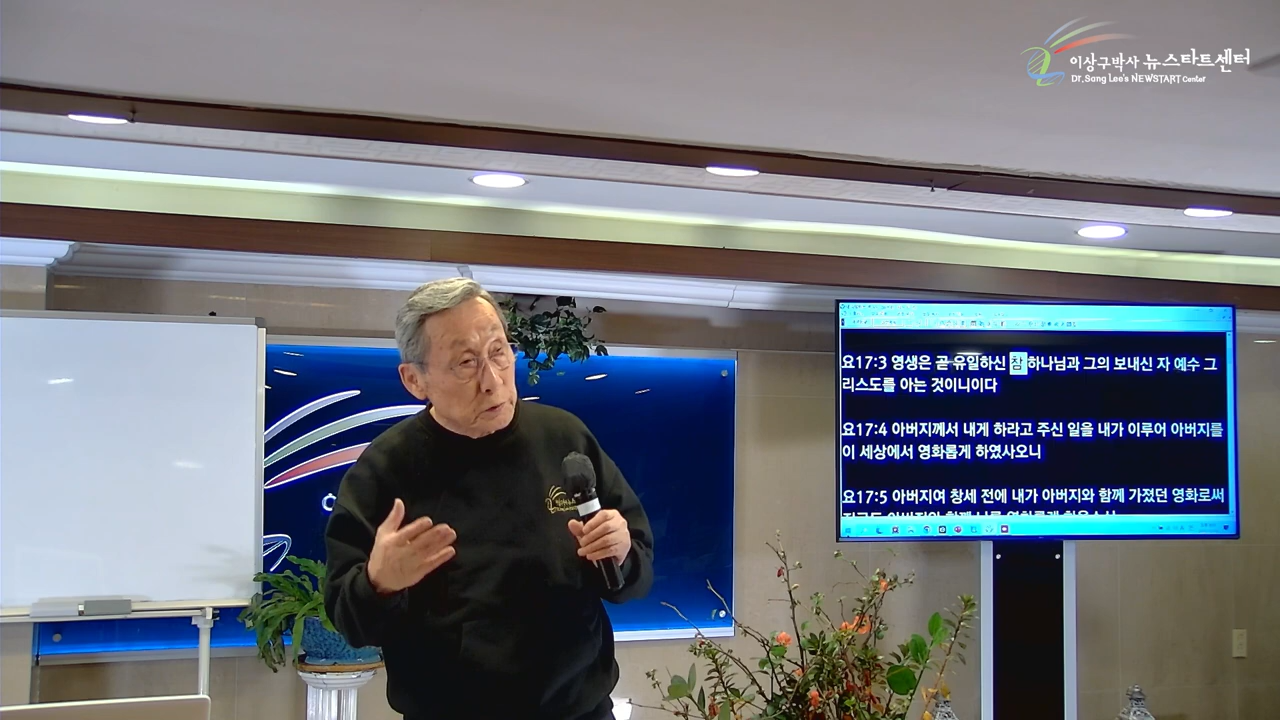 이상구박사 뉴스타트센터
Dr. Sang Lee's NEWSTART Center
요17:3 영생은 곧 유일하신 참 하나님과 그의 보내신 자 예수 그
리스도를 아는 것이니이다
요17:4 아버지께서 내게 하라고 주신 일을 내가 이루어 아버지를
이 세상에서 영화롭게 하였사오니
요17:5 아버지여 창세 전에 내가 아버지와 함께 가졌던 영화로써